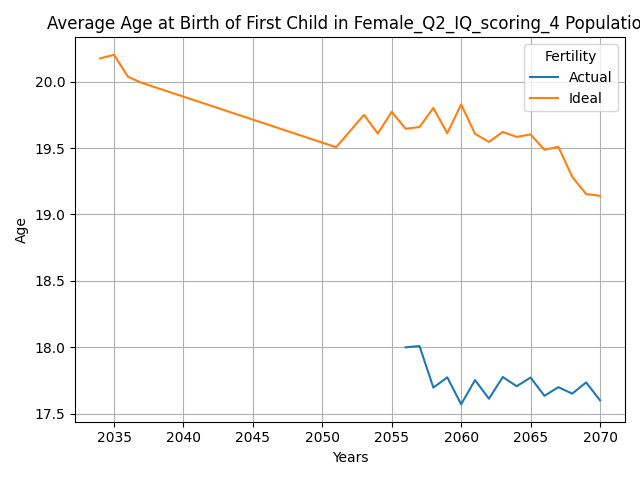 Average Age at Birth of First Child in Female_Q2_IQ_scoring_4 Populatio
Fertility
Actual
Ideal
20.0
19.5
19.0
18.5
18.0
17.5
Age
2035 2040 2045 2050 2055 2060 2065 2070
Years